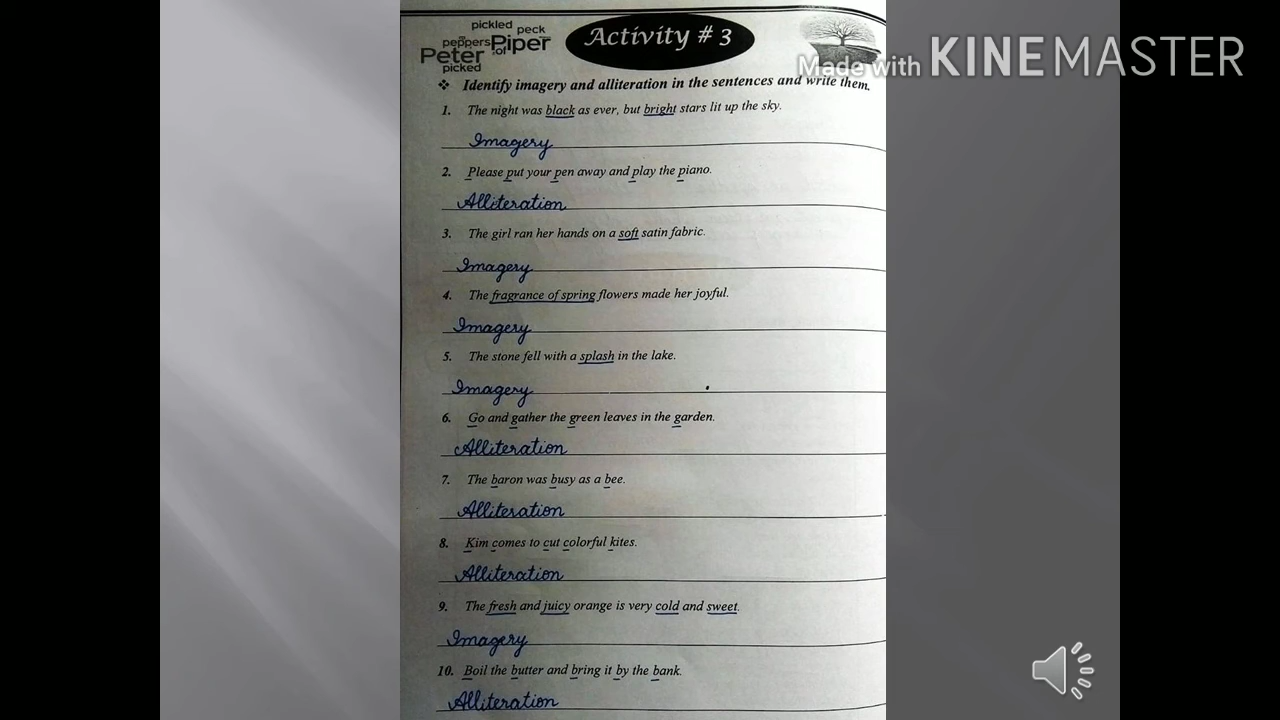 pickled peck
peppers Piper
Peter of
picked
Activity # 3
Made with KINEMASTER
❖ Identify imagery and alliteration in the sentences and write them.
1. The night was black as ever, but bright stars lit up the sky.
Imagery
2. Please put your pen away and play the piano.
Alliteration
3. The girl ran her hands on a soft satin fabric.
Imagery
4. The fragrance of spring flowers made her joyful.
Imagery
5. The stone fell with a splash in the lake.
Imagery
6. Go and gather the green leaves in the garden.
Alliteration
7. The baron was busy as a bee.
Alliteration
8. Kim comes to cut colorful kites.
Alliteration
9. The fresh and juicy orange is very cold and sweet.
Imagery
10. Boil the butter and bring it by the bank.
Alliteration